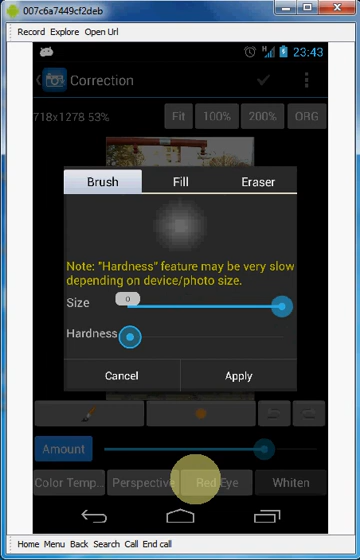 007c6a7449cf2deb
Record Explore Open Url
23:43
Correction
718x1278 53%
Fit
100%
200%
ORG
Brush
Fill
Eraser
Note: "Hardness" feature may be very slow
depending on device/photo size.
Size
0
Hardness
Cancel
Apply
Amount
Color Temp...
Perspective
Red Eye
Whiten
Home Menu Back Search Call End call